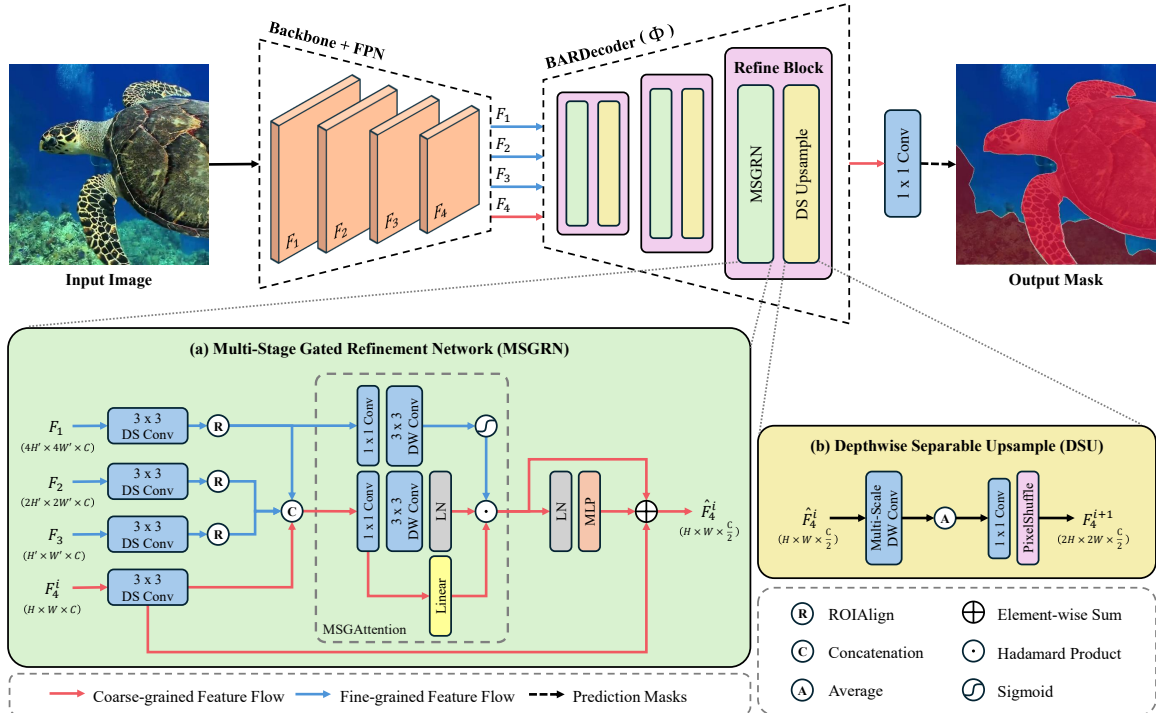 Backbone + FPN
BARDecoder ( Φ )
Refine Block
MSGRN
DS Upsample
1 x 1 Conv
F₁
F₂
F₃
F₄
F₁
F₂
F₃
F₄
Input Image
Output Mask
(a) Multi-Stage Gated Refinement Network (MSGRN)
F₁
(4H′ × 4W′ × C)
3 x 3
DS Conv
R
F₂
(2H′ × 2W′ × C)
3 x 3
DS Conv
R
F₃
(H′ × W′ × C)
3 x 3
DS Conv
R
F₄ⁱ
(H × W × C)
3 x 3
DS Conv
C
1 x 1 Conv
3 x 3
DW Conv
1 x 1 Conv
3 x 3
DW Conv
LN
Linear
MSGAttention
LN
MLP
F̂₄ⁱ
(H × W × C/2)
(b) Depthwise Separable Upsample (DSU)
F̂₄ⁱ
(H × W × C/2)
Multi-Scale
DW Conv
A
1 x 1 Conv
PixelShuffle
F₄ⁱ⁺¹
(2H × 2W × C/2)
R ROIAlign
Element-wise Sum
C Concatenation
Hadamard Product
A Average
Sigmoid
Coarse-grained Feature Flow
Fine-grained Feature Flow
Prediction Masks